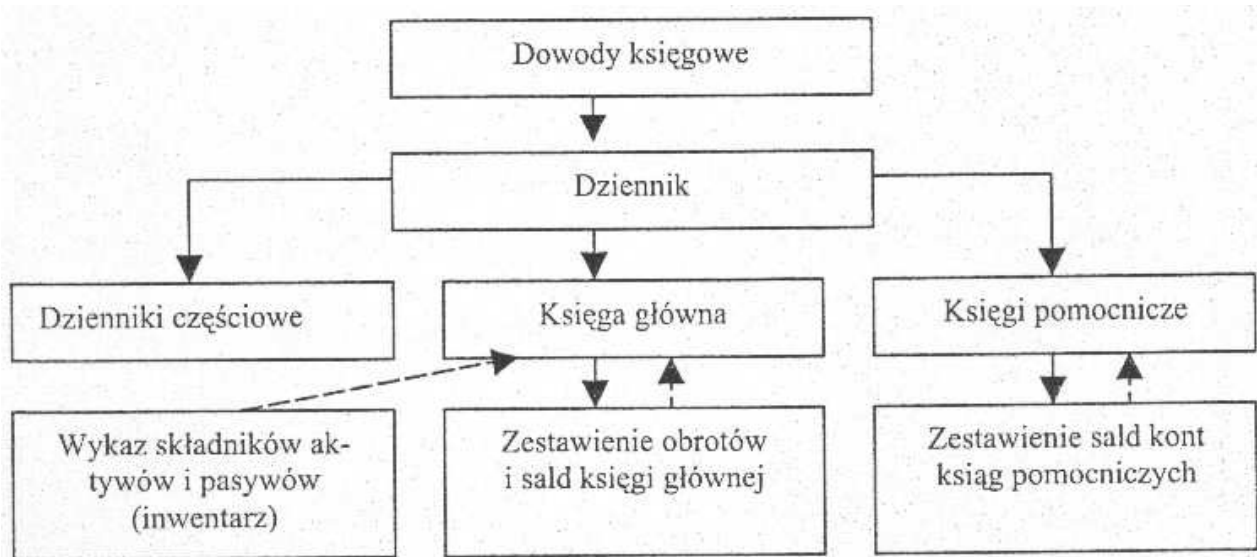 Dowody księgowe
Dziennik
Dzienniki częściowe
Księga główna
Księgi pomocnicze
Wykaz składników ak-
tywów i pasywów
(inwentarz)
Zestawienie obrotów
i sald księgi głównej
Zestawienie sald kont
ksiąg pomocniczych